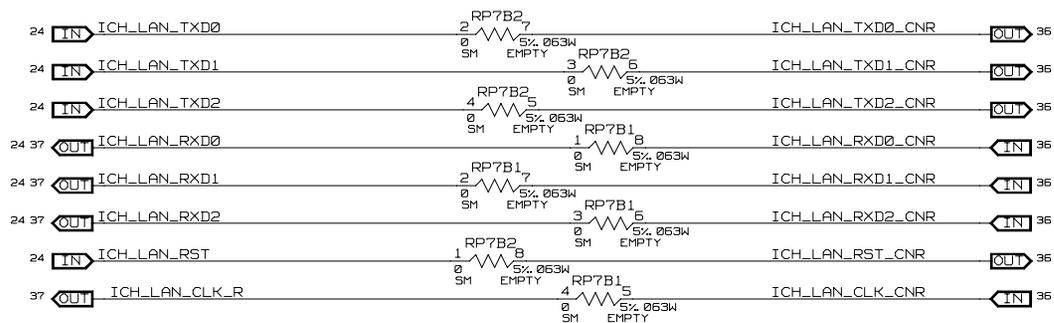 RP7B2
24 IN ICH_LAN_TXD0 2 7 ICH_LAN_TXD0_CNR OUT 36
0 5%.063W
SM EMPTY
RP7B2
24 IN ICH_LAN_TXD1 3 6 ICH_LAN_TXD1_CNR OUT 36
0 5%.063W
SM EMPTY
RP7B2
24 IN ICH_LAN_TXD2 4 5 ICH_LAN_TXD2_CNR OUT 36
0 5%.063W
SM EMPTY
RP7B1
24 37 OUT ICH_LAN_RXD0 1 8 ICH_LAN_RXD0_CNR IN 36
0 5%.063W
SM EMPTY
RP7B1
24 37 OUT ICH_LAN_RXD1 2 7 ICH_LAN_RXD1_CNR IN 36
0 5%.063W
SM EMPTY
RP7B1
24 37 OUT ICH_LAN_RXD2 3 6 ICH_LAN_RXD2_CNR IN 36
0 5%.063W
SM EMPTY
RP7B2
24 IN ICH_LAN_RST 1 8 ICH_LAN_RST_CNR OUT 36
0 5%.063W
SM EMPTY
RP7B1
37 OUT ICH_LAN_CLK_R 4 5 ICH_LAN_CLK_CNR IN 36
0 5%.063W
SM EMPTY